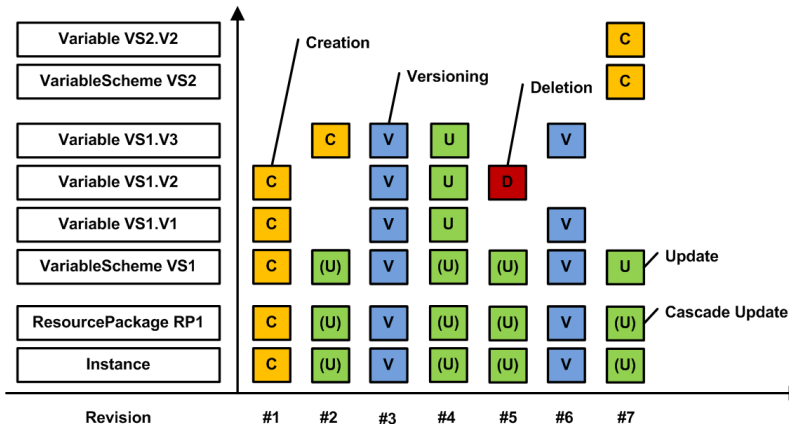 Variable VS2.V2 C
Creation
VariableScheme VS2 C
Versioning
Deletion
Variable VS1.V3 C V U V
Variable VS1.V2 C V U D
Variable VS1.V1 C V U V
VariableScheme VS1 C (U) V (U) (U) V U
Update
ResourcePackage RP1 C (U) V (U) (U) V (U)
Cascade Update
Instance C (U) V (U) (U) V (U)
Revision #1 #2 #3 #4 #5 #6 #7